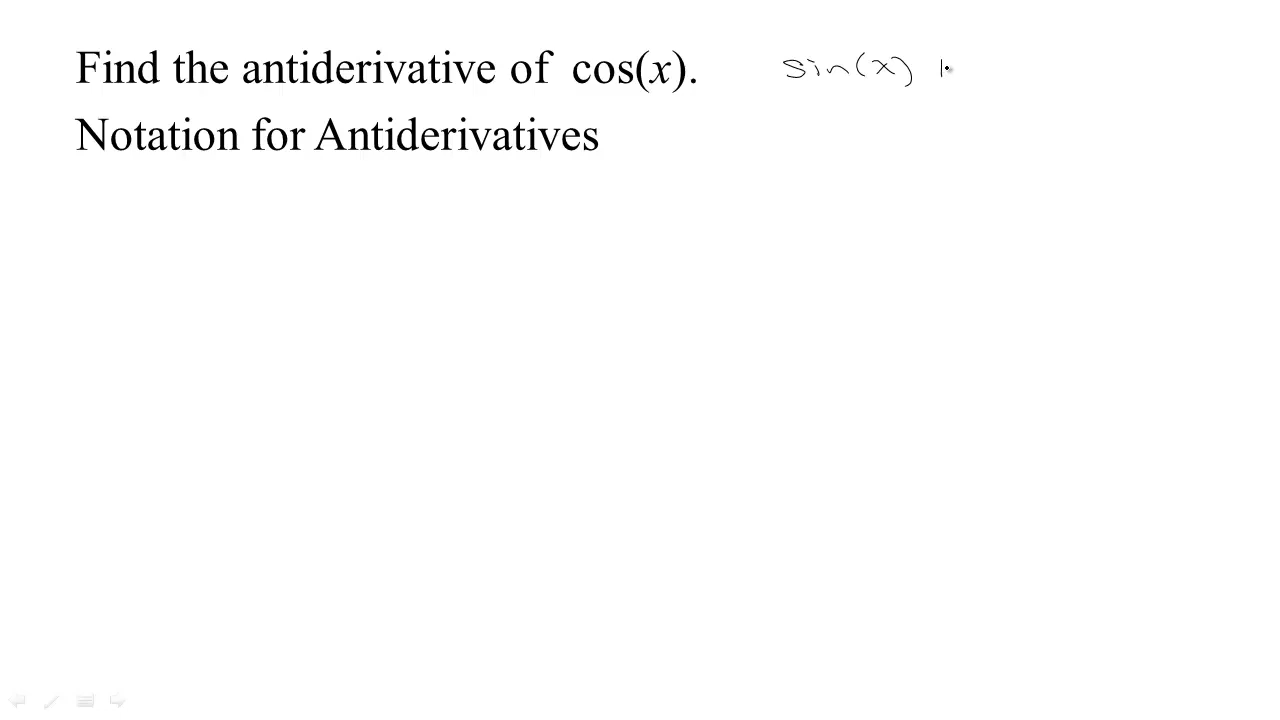 Find the antiderivative of cos(x). sin(x)
Notation for Antiderivatives